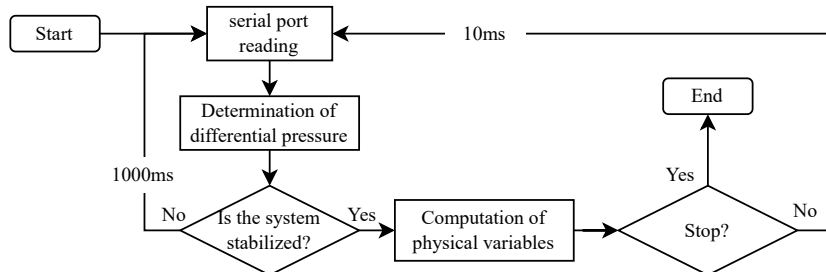 Start
serial port
reading
10ms
Determination of
differential pressure
End
1000ms
Is the system
stabilized?
No
Yes
Computation of
physical variables
Stop?
Yes
No